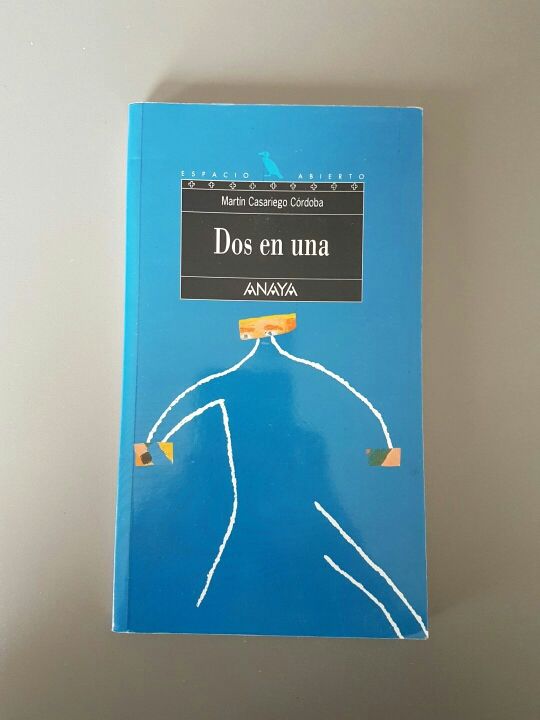 ESPACIO ABIERTO
Martín Casariego Córdoba
Dos en una
ANAYA